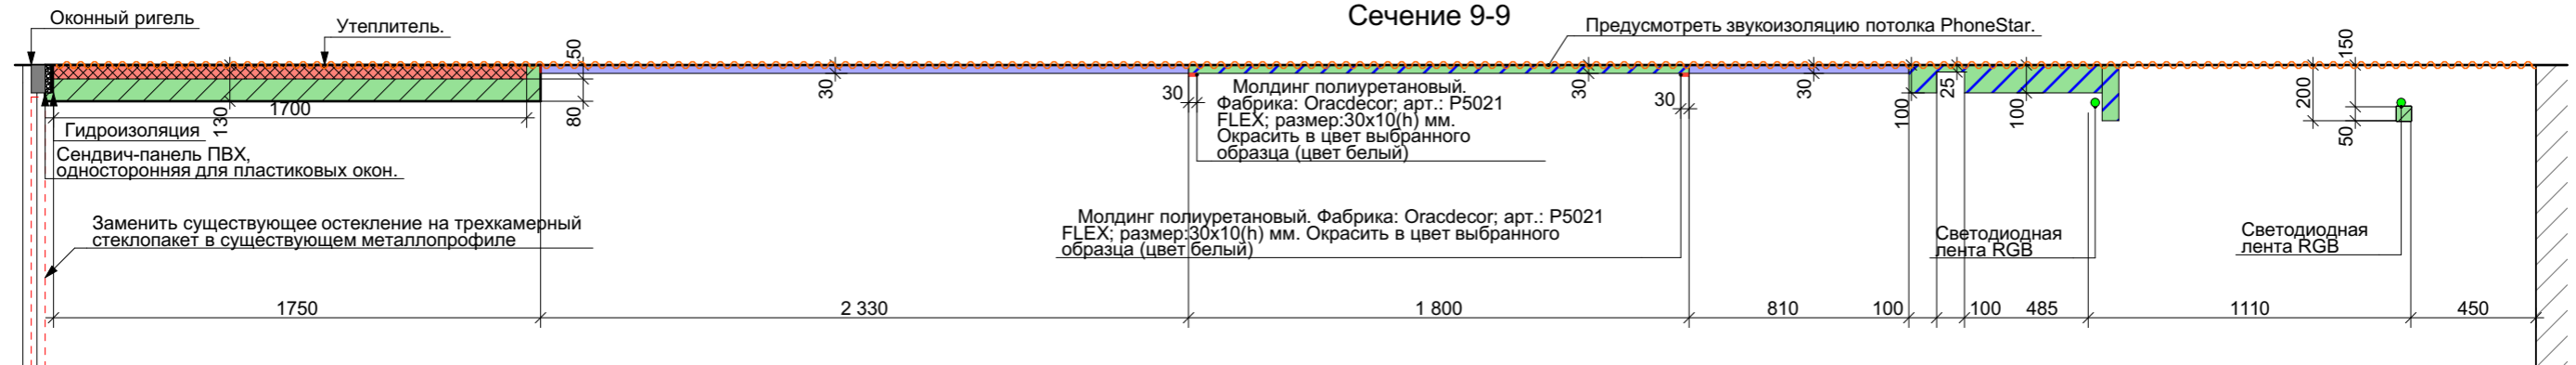 Сечение 9-9
Оконный ригель
Утеплитель.
Предусмотреть звукоизоляцию потолка PhoneStar.
50
150
30
30
30
30
30
25
200
1700
130
80
100
100
50
Молдинг полиуретановый.
Фабрика: Oracdecor; арт.: P5021
FLEX; размер:30x10(h) мм.
Окрасить в цвет выбранного
образца (цвет белый)
Гидроизоляция
Сендвич-панель ПВХ,
односторонняя для пластиковых окон.
Заменить существующее остекление на трехкамерный
стеклопакет в существующем металлопрофиле
Молдинг полиуретановый. Фабрика: Oracdecor; арт.: P5021
FLEX; размер:30x10(h) мм. Окрасить в цвет выбранного
образца (цвет белый)
Светодиодная
лента RGB
Светодиодная
лента RGB
1750
2 330
1 800
810
100
100
485
1110
450